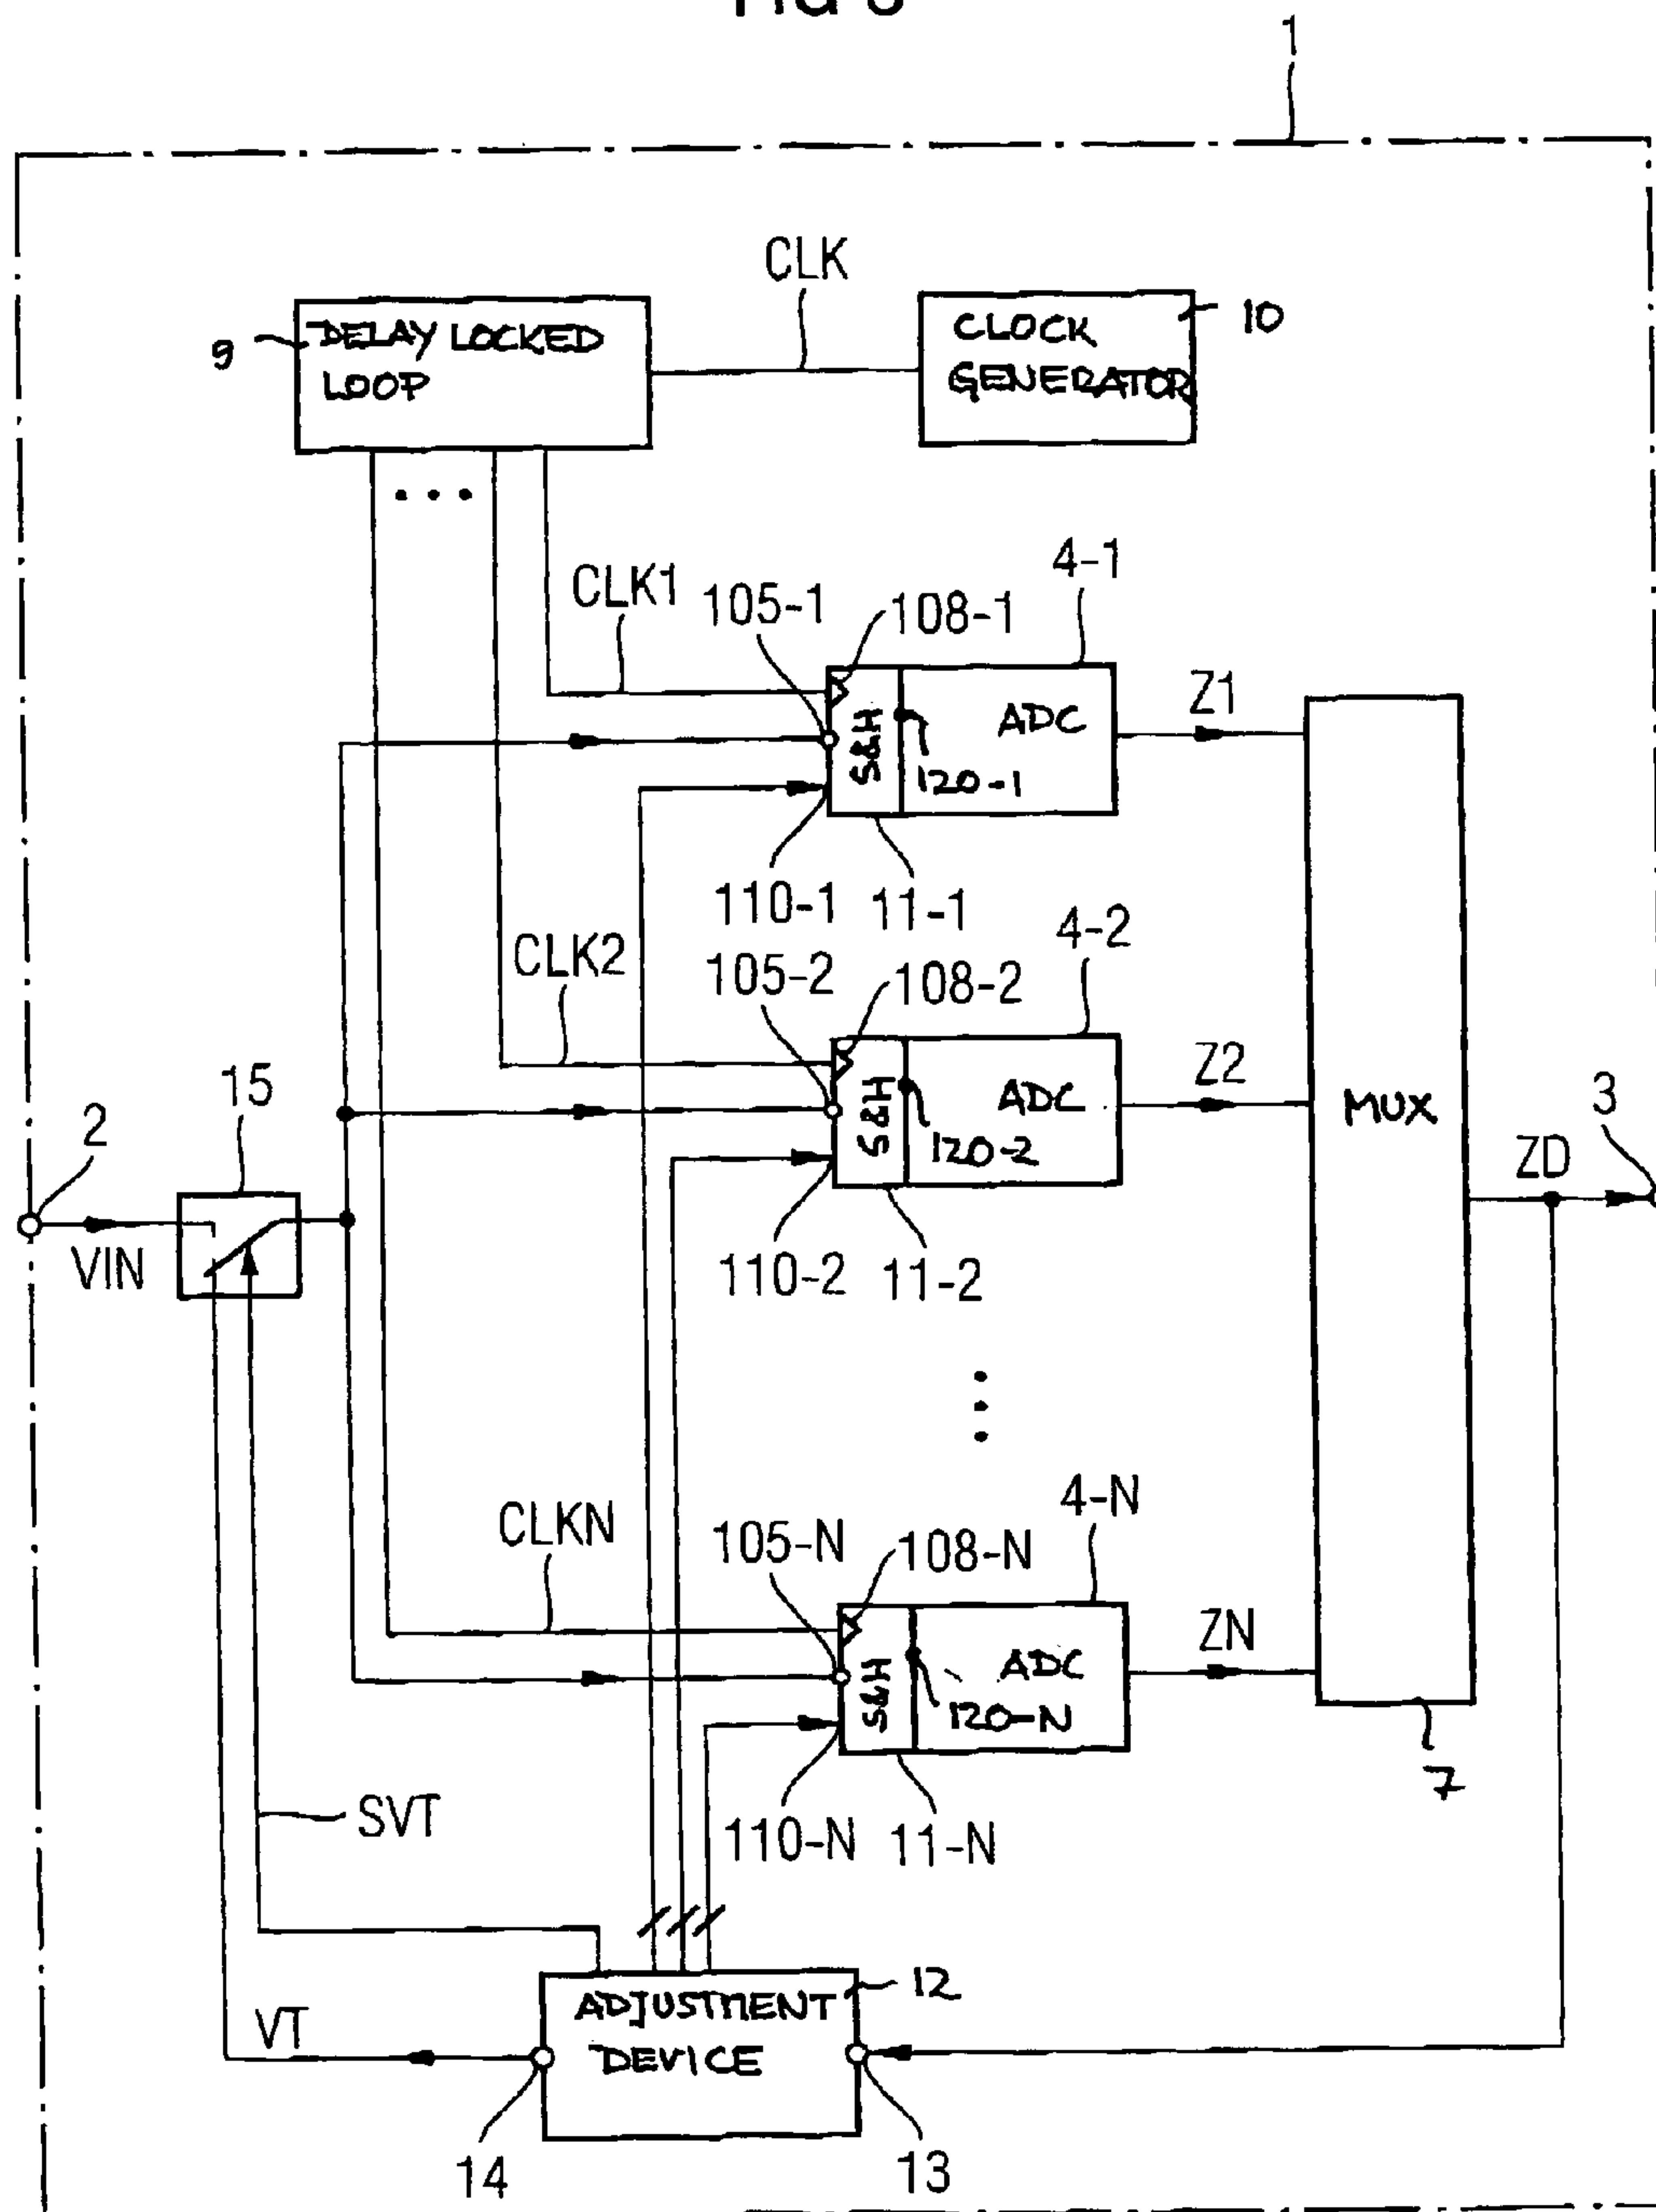 1
CLK
9
DELAY LOCKED
LOOP
CLOCK
GENERATOR
10
4-1
CLK1
105-1
108-1
Z1
S&H
ADC
120-1
110-1
11-1
4-2
CLK2
105-2
108-2
15
Z2
2
S&H
ADC
MUX
3
120-2
ZD
VIN
110-2
11-2
4-N
CLKN
105-N
108-N
ZN
S&H
ADC
120-N
7
SVT
110-N
11-N
12
ADJUSTMENT
DEVICE
VT
14
13